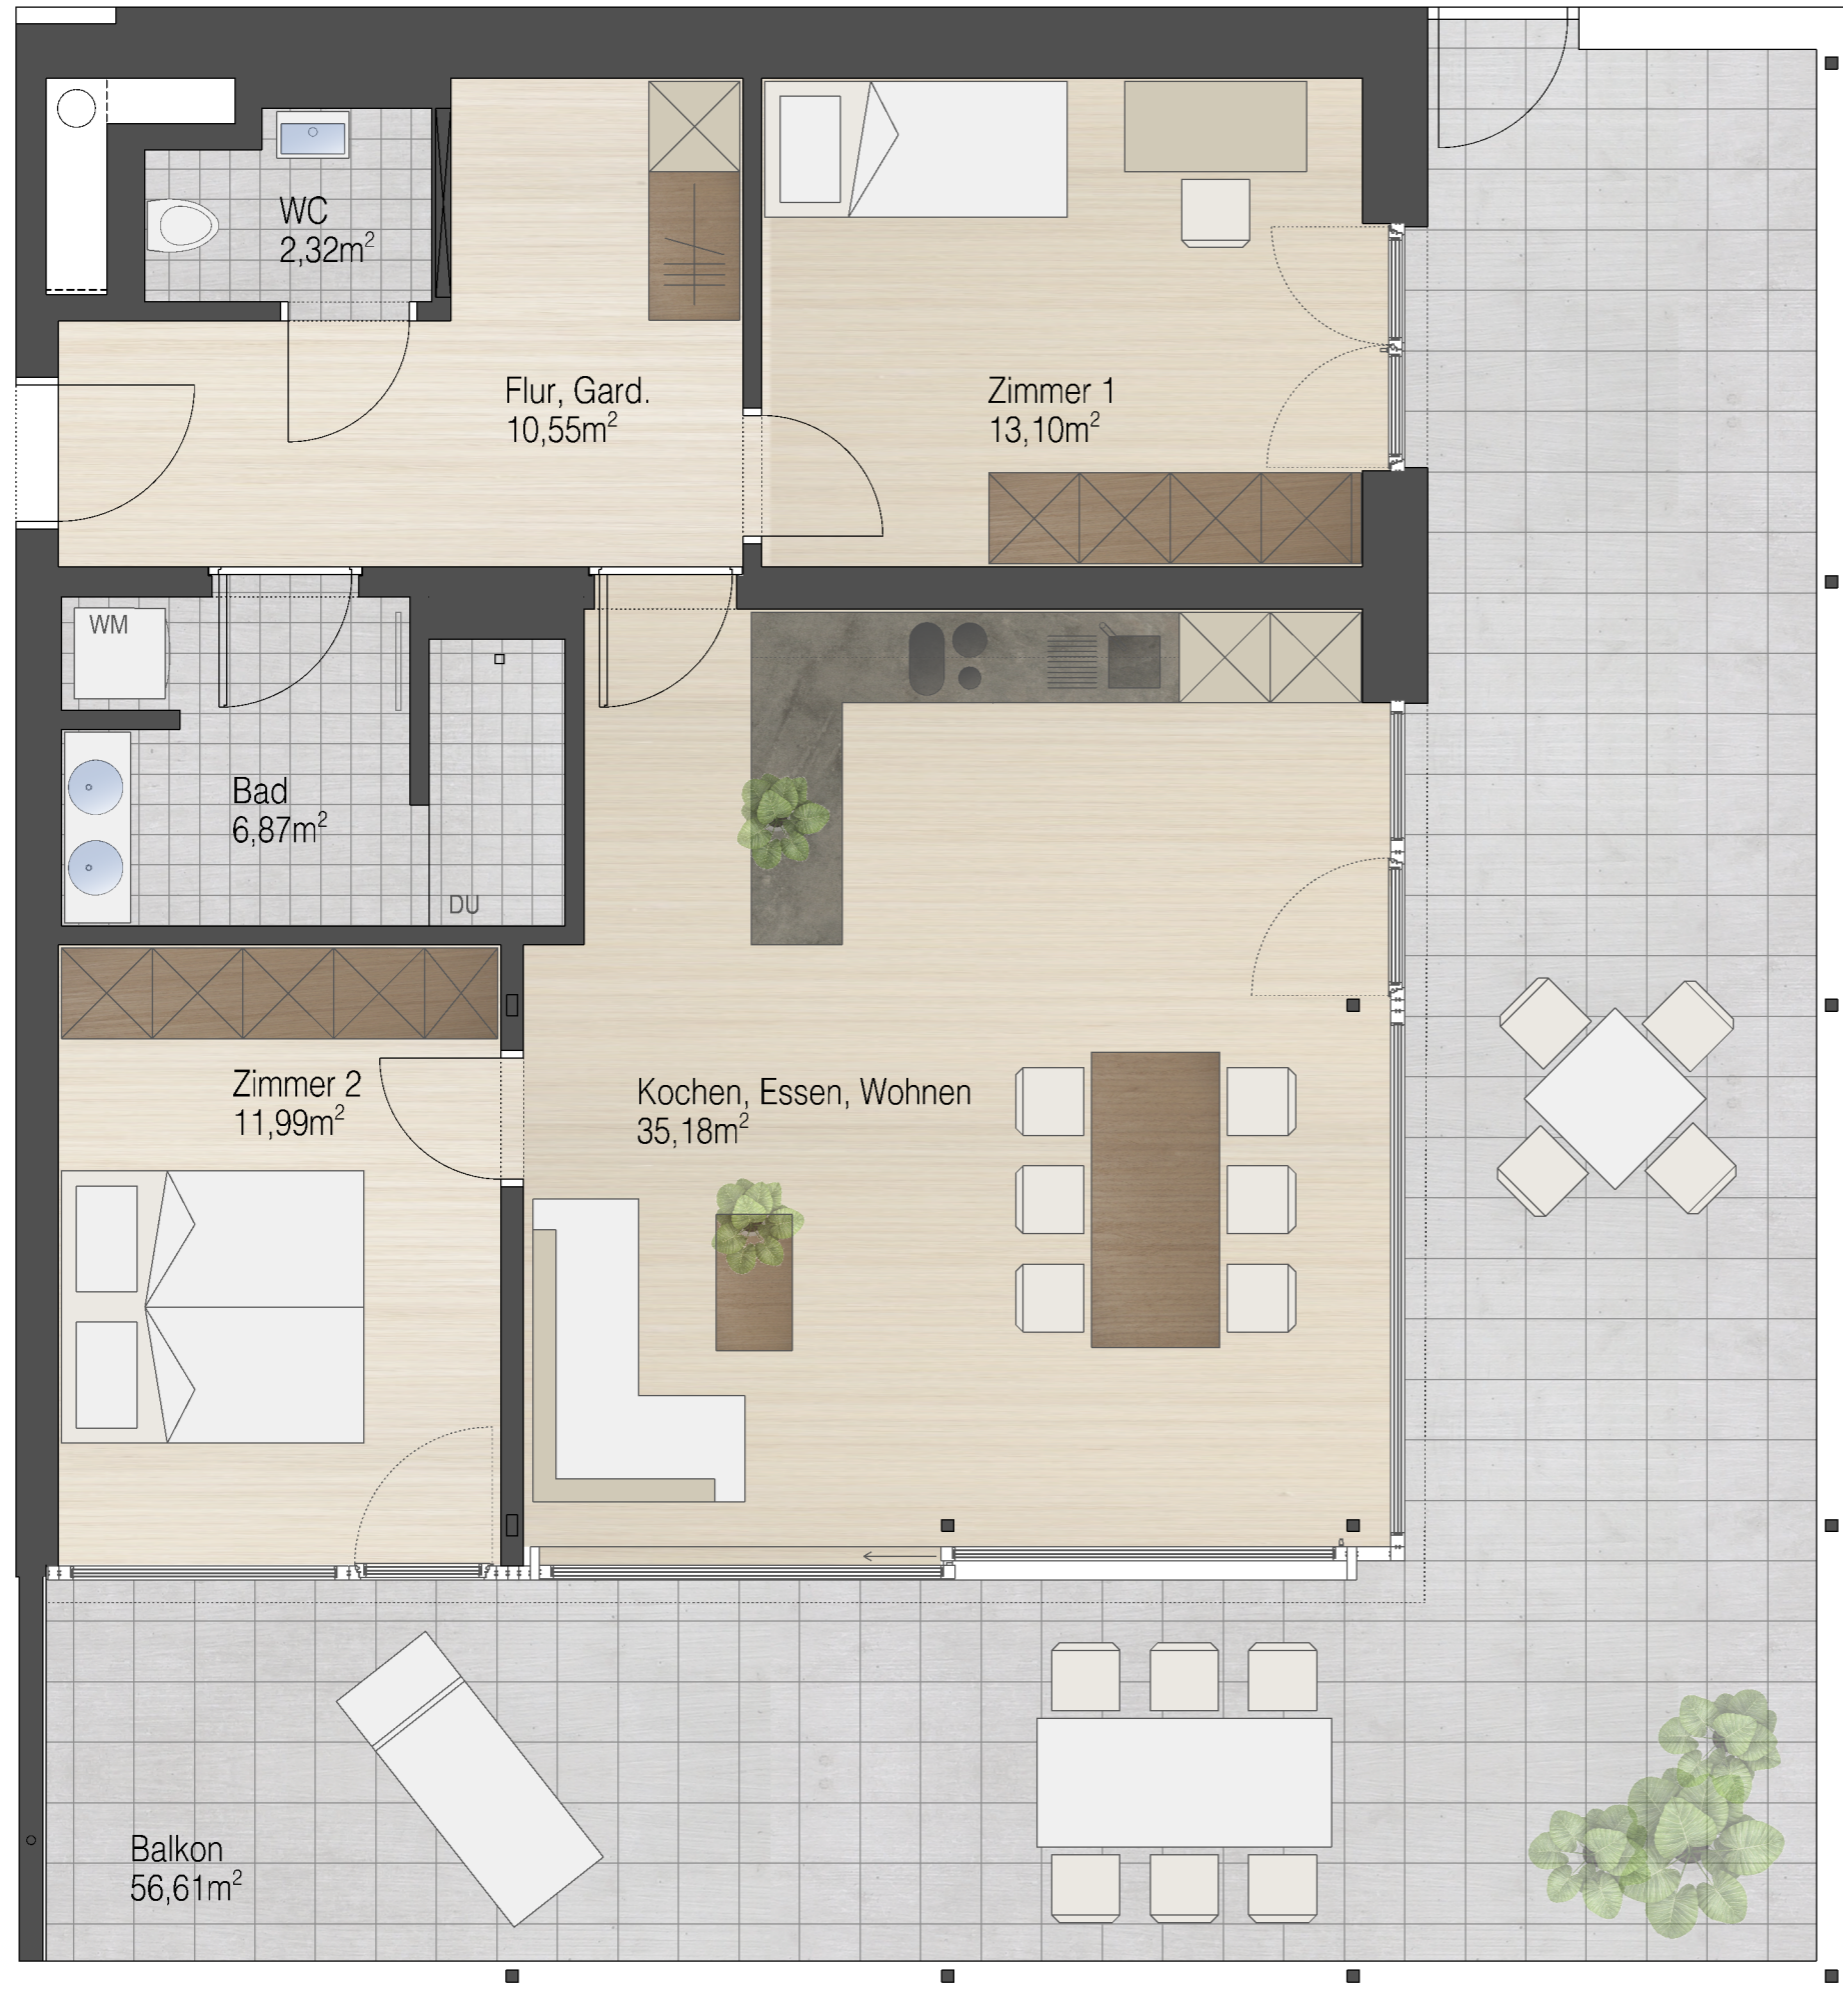 WC
2,32m²
Flur, Gard.
10,55m²
Zimmer 1
13,10m²
WM
Bad
6,87m²
DU
Zimmer 2
11,99m²
Kochen, Essen, Wohnen
35,18m²
Balkon
56,61m²